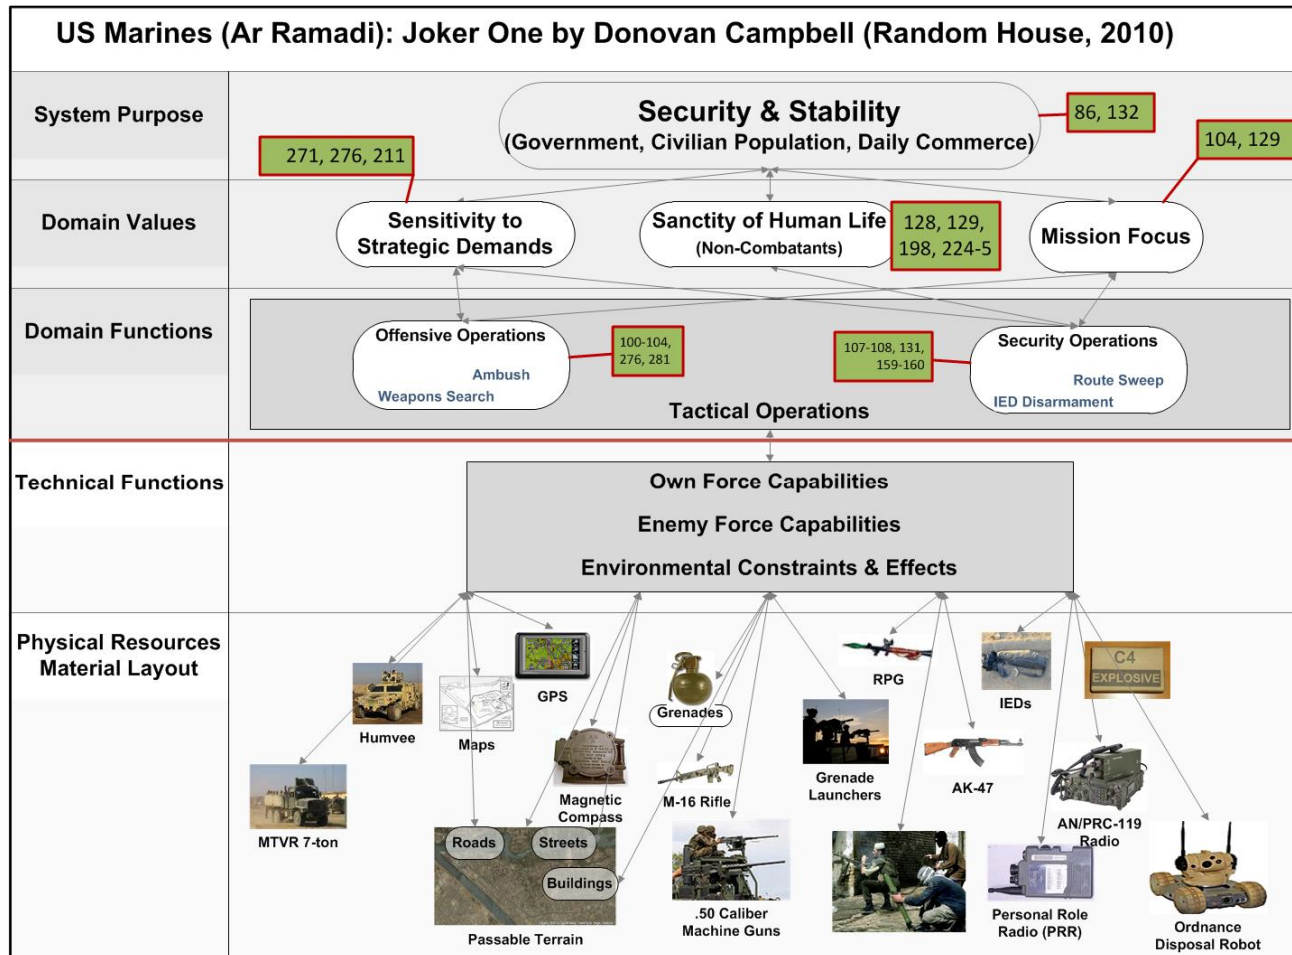 US Marines (Ar Ramadi): Joker One by Donovan Campbell (Random House, 2010)
System Purpose
Security & Stability
(Government, Civilian Population, Daily Commerce)
86, 132
104, 129
271, 276, 211
Domain Values
Sensitivity to
Strategic Demands
Sanctity of Human Life
(Non-Combatants)
128, 129,
198, 224-5
Mission Focus
Domain Functions
Offensive Operations
Ambush
Weapons Search
100-104,
276, 281
107-108, 131,
159-160
Security Operations
Route Sweep
IED Disarmament
Tactical Operations
Technical Functions
Own Force Capabilities
Enemy Force Capabilities
Environmental Constraints & Effects
Physical Resources
Material Layout
Humvee
Maps
GPS
Grenades
RPG
IEDs
C4
EXPLOSIVE
MTVR 7-ton
Magnetic
Compass
M-16 Rifle
Grenade
Launchers
AK-47
AN/PRC-119
Radio
Roads
Streets
Buildings
Passable Terrain
.50 Caliber
Machine Guns
Personal Role
Radio (PRR)
Ordnance
Disposal Robot